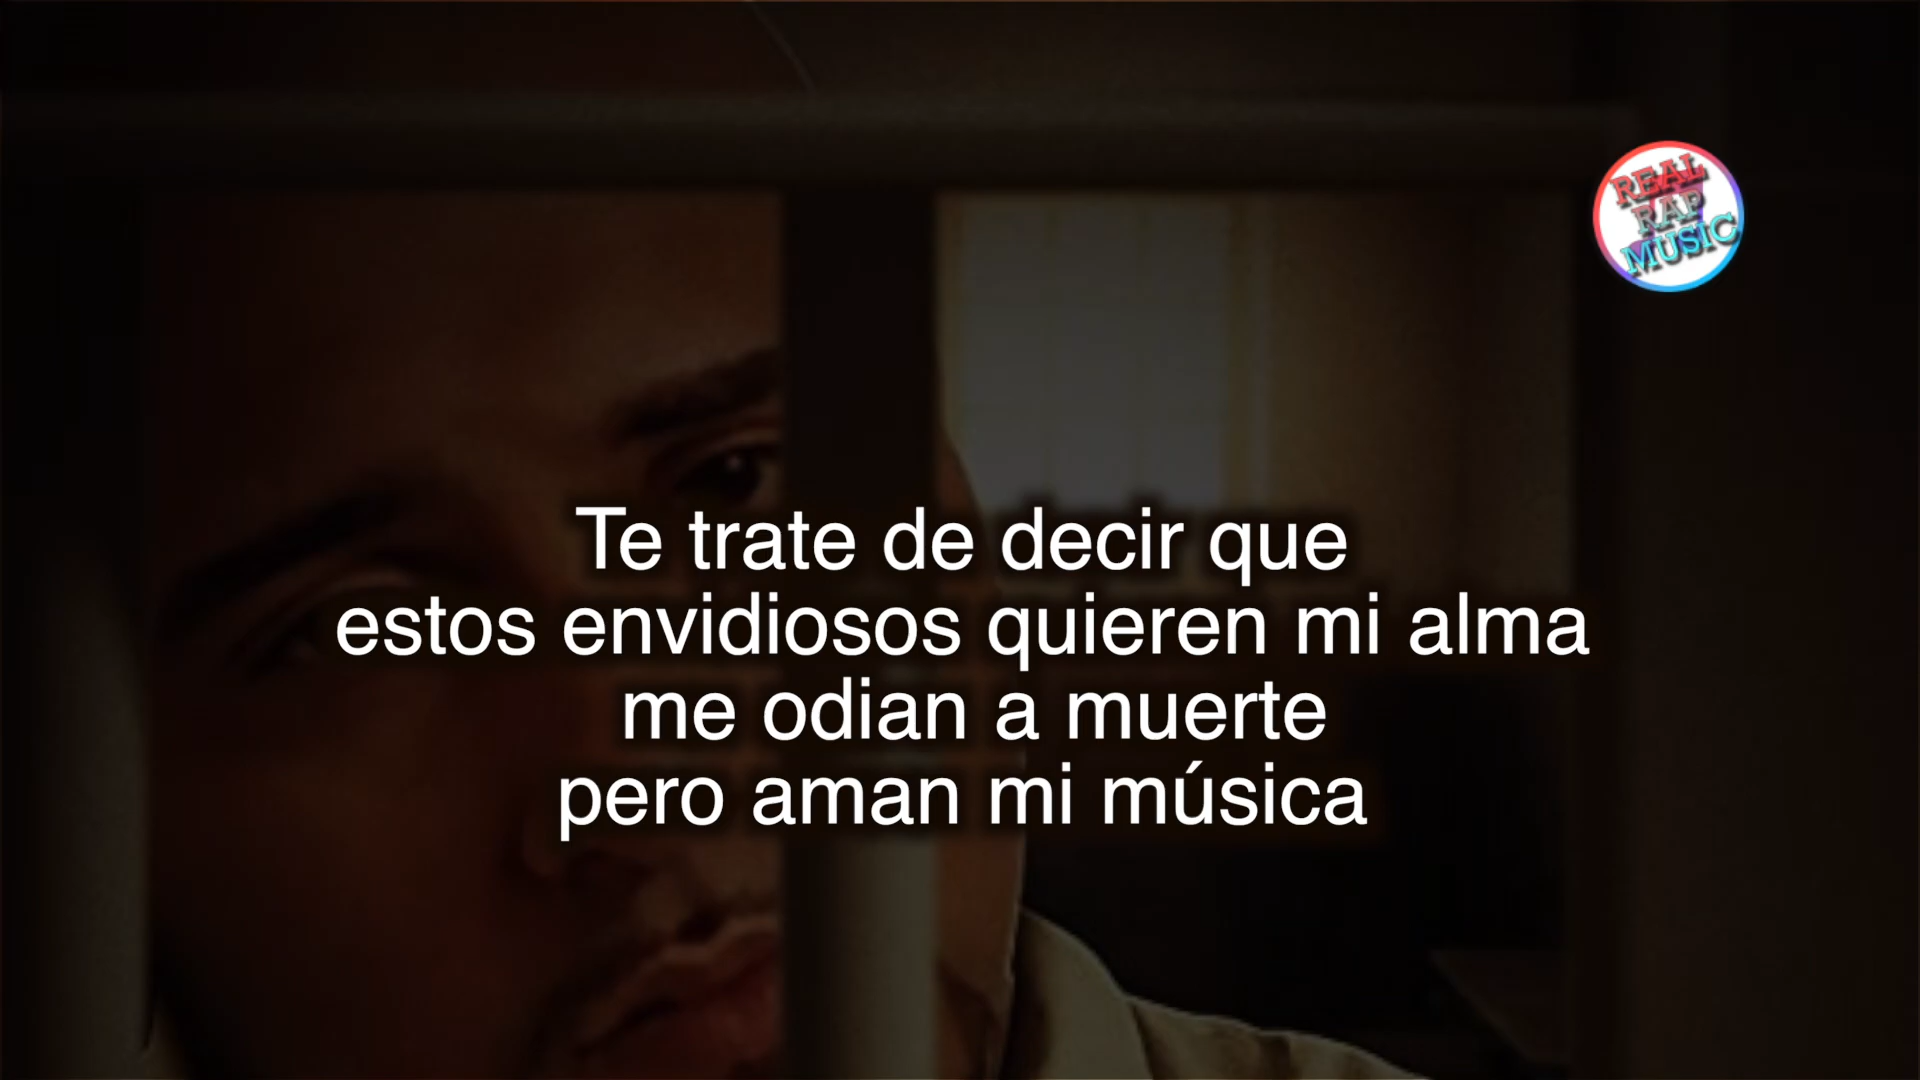 REAL
RAP
MUSIC
Te trate de decir que
estos envidiosos quieren mi alma
me odian a muerte
pero aman mi música